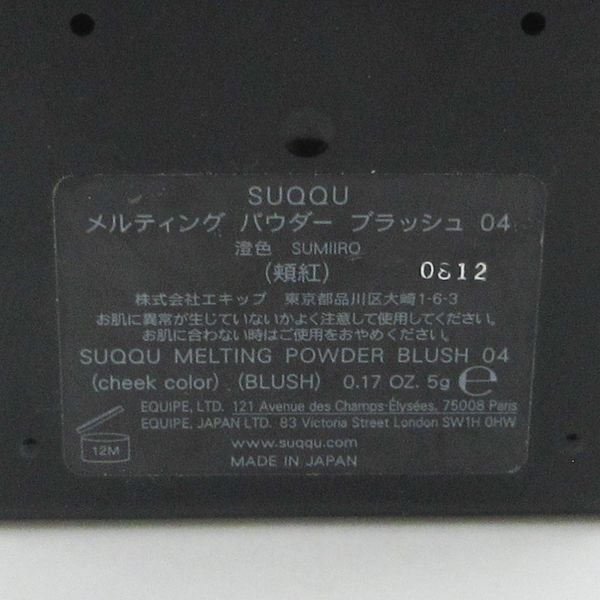 SUQQU
メルティング パウダー ブラッシュ 04
澄色 SUMIIRO
(頬紅) 0812
株式会社エキップ 東京都品川区大崎1-6-3
お肌に異常が生じていないかよく注意して使用してください。
お肌に合わない時はご使用をおやめください。
SUQQU MELTING POWDER BLUSH 04
(cheek color) (BLUSH) 0.17 OZ. 5g ℮
EQUIPE, LTD. 121 Avenue des Champs-Élysées, 75008 Paris
EQUIPE, JAPAN LTD. 83 Victoria Street London SW1H 0HW
12M
www.suqqu.com
MADE IN JAPAN